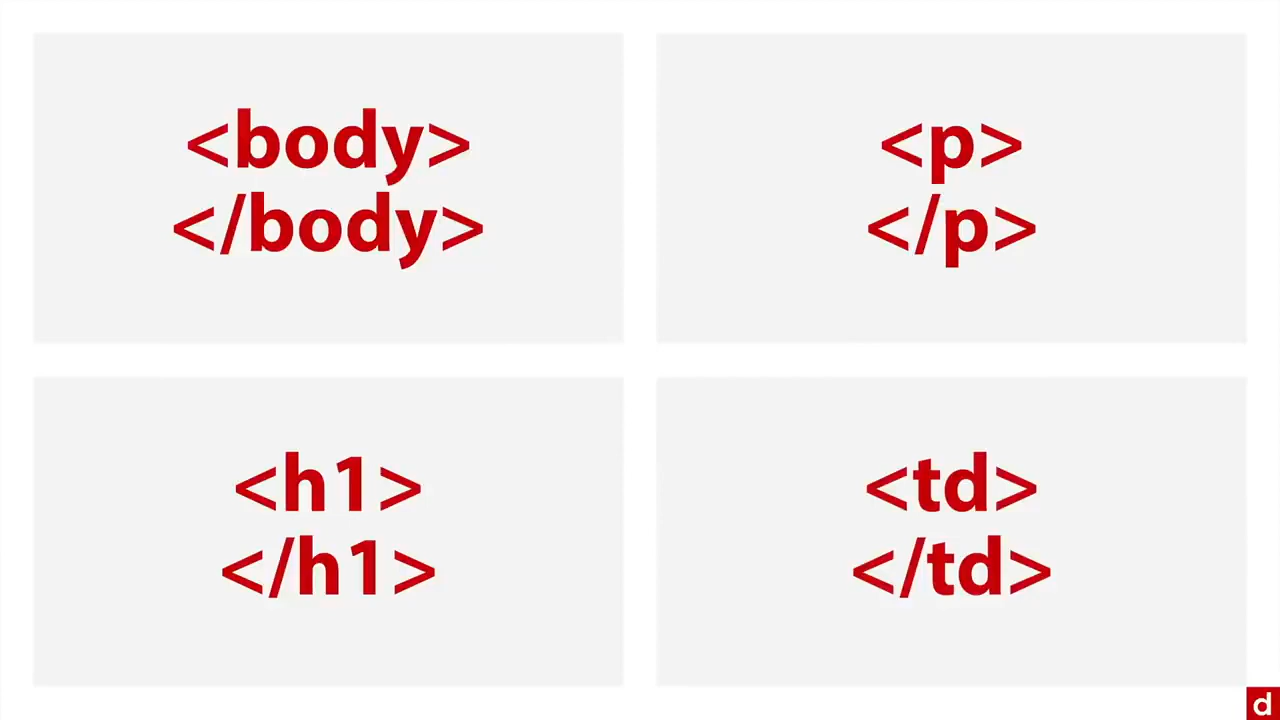 <body>
</body>
<p>
</p>
<h1>
</h1>
<td>
</td>
d